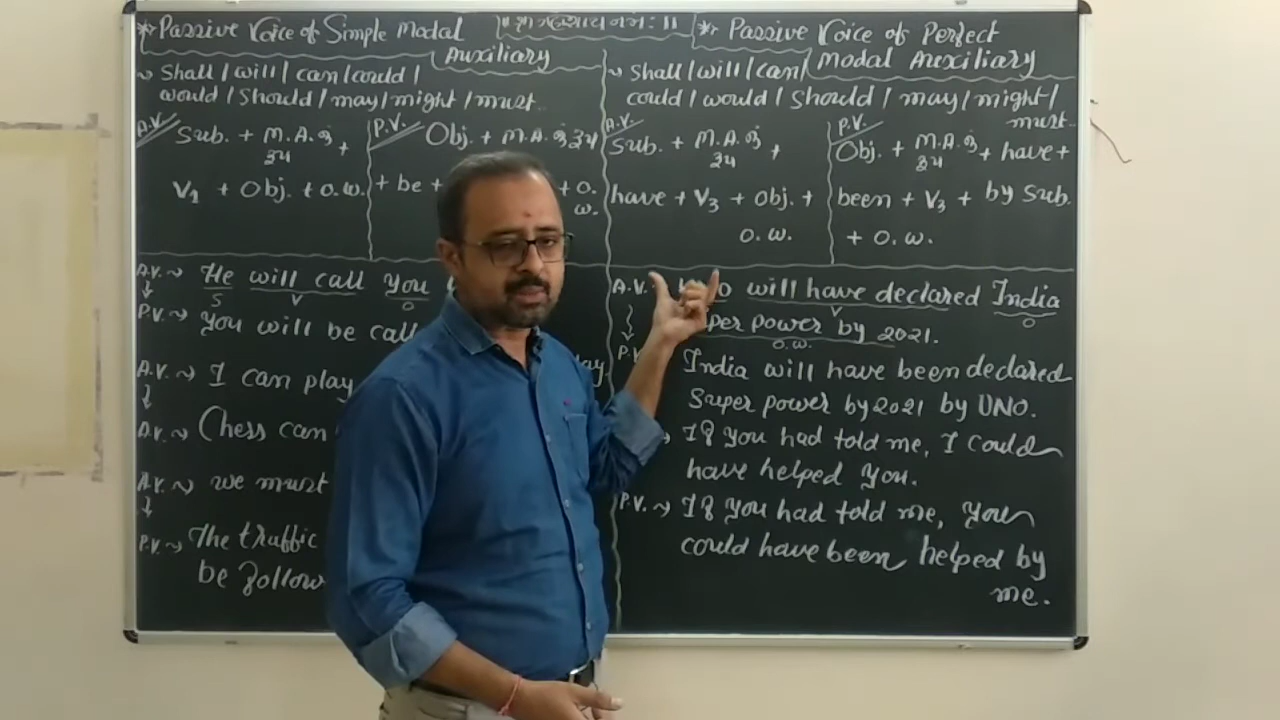 * Passive Voice of Simple Modal
Auxiliary
~ Shall / will / can / could /
would / should / may / might / must
A.V. Sub. + M.A. +
V1 + Obj. + O.W.
P.V. Obj. + M.A.
+ be + + O.
W.
A.V. ~ He will call You
S V O
P.V. ~ You will be call
A.V. ~ I can play
day.
A.V. ~ Chess can
A.V. ~ we must
P.V. ~ The traffic
be follow
* Passive Voice of Perfect
Modal Auxiliary
~ Shall / will / can /
could / would / should / may / might /
must
A.V. Sub. + M.A. +
have + V3 + Obj. +
O.W.
P.V. Obj. + M.A. + have +
been + V3 + by Sub.
+ O.W.
A.V. will have declared India
V O
per power by 2021.
O.W.
P.V. India will have been declared
Super power by 2021 by UNO.
If you had told me, I could
have helped you.
P.V. ~ If you had told me, you
could have been helped by
me.